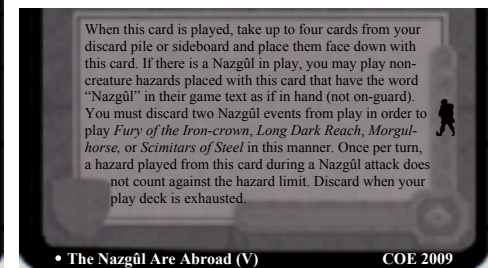 When this card is played, take up to four cards from your
discard pile or sideboard and place them face down with
this card. If there is a Nazgûl in play, you may play non-
creature hazards placed with this card that have the word
“Nazgûl” in their game text as if in hand (not on-guard).
You must discard two Nazgûl events from play in order to
play Fury of the Iron-crown, Long Dark Reach, Morgul-
horse, or Scimitars of Steel in this manner. Once per turn,
a hazard played from this card during a Nazgûl attack does
not count against the hazard limit. Discard when your
play deck is exhausted.
• The Nazgûl Are Abroad (V) COE 2009